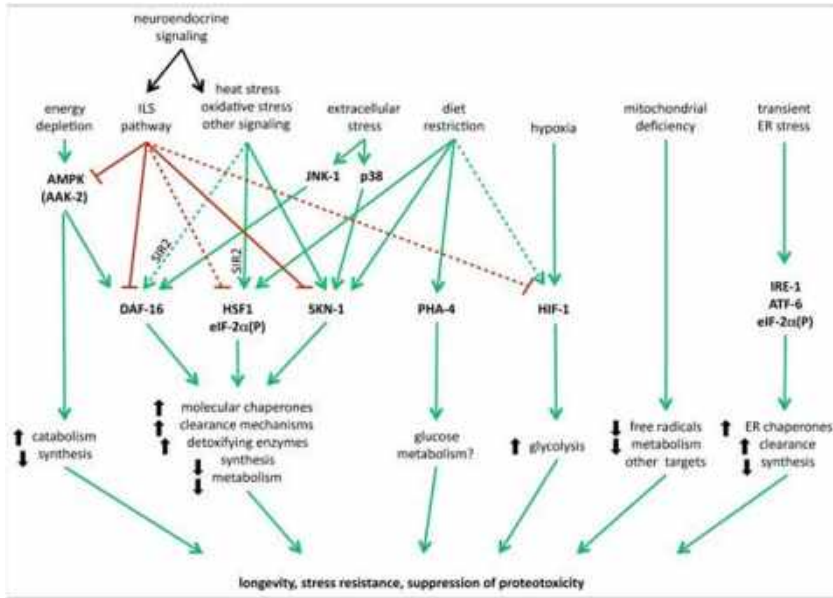 neuroendocrine
signaling
energy
depletion
ILS
pathway
heat stress
oxidative stress
other signaling
extracellular
stress
diet
restriction
hypoxia
mitochondrial
deficiency
transient
ER stress
AMPK
(AAK-2)
JNK-1
p38
SIR2
SIR2
DAF-16
HSF1
eIF-2α(P)
SKN-1
PHA-4
HIF-1
IRE-1
ATF-6
eIF-2α(P)
catabolism
synthesis
molecular chaperones
clearance mechanisms
detoxifying enzymes
synthesis
metabolism
glucose
metabolism?
glycolysis
free radicals
metabolism
other targets
ER chaperones
clearance
synthesis
longevity, stress resistance, suppression of proteotoxicity